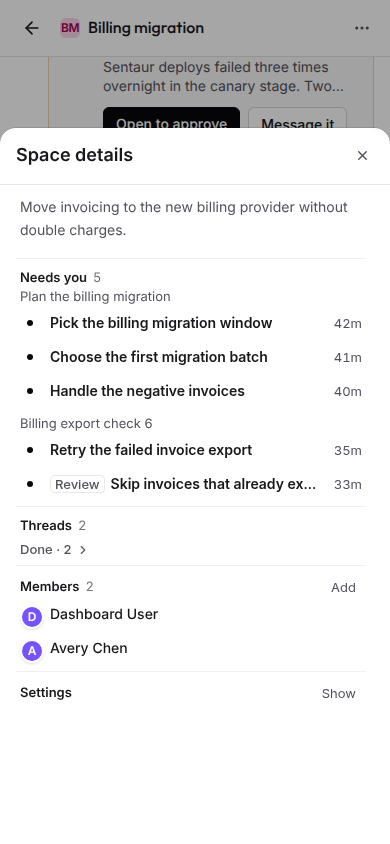 BM Billing migration
Sentaur deploys failed three times
overnight in the canary stage. Two...
Open to approve Message it
Space details
Move invoicing to the new billing provider without
double charges.
Needs you 5
Plan the billing migration
Pick the billing migration window 42m
Choose the first migration batch 41m
Handle the negative invoices 40m
Billing export check 6
Retry the failed invoice export 35m
Review Skip invoices that already ex... 33m
Threads 2
Done · 2
Members 2 Add
D Dashboard User
A Avery Chen
Settings Show